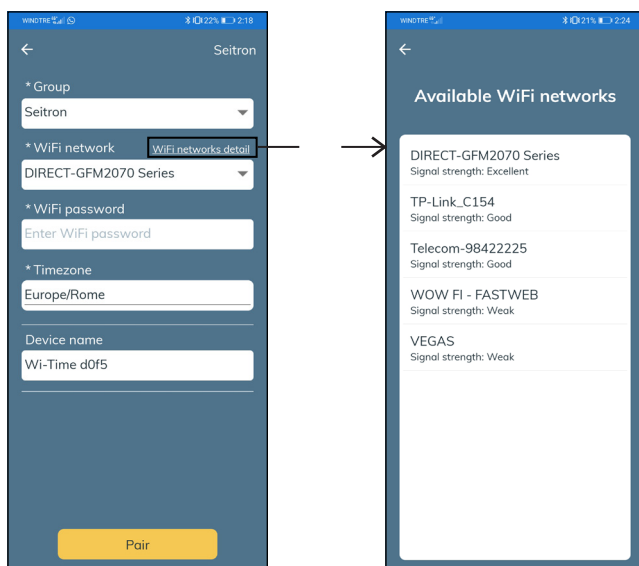 WINDTRE
22% 2:18
Seitron
* Group
Seitron
* WiFi network WiFi networks detail
DIRECT-GFM2070 Series
* WiFi password
Enter WiFi password
* Timezone
Europe/Rome
Device name
Wi-Time d0f5
Pair
WINDTRE
21% 2:24
Available WiFi networks
DIRECT-GFM2070 Series
Signal strength: Excellent
TP-Link_C154
Signal strength: Good
Telecom-98422225
Signal strength: Good
WOW FI - FASTWEB
Signal strength: Weak
VEGAS
Signal strength: Weak